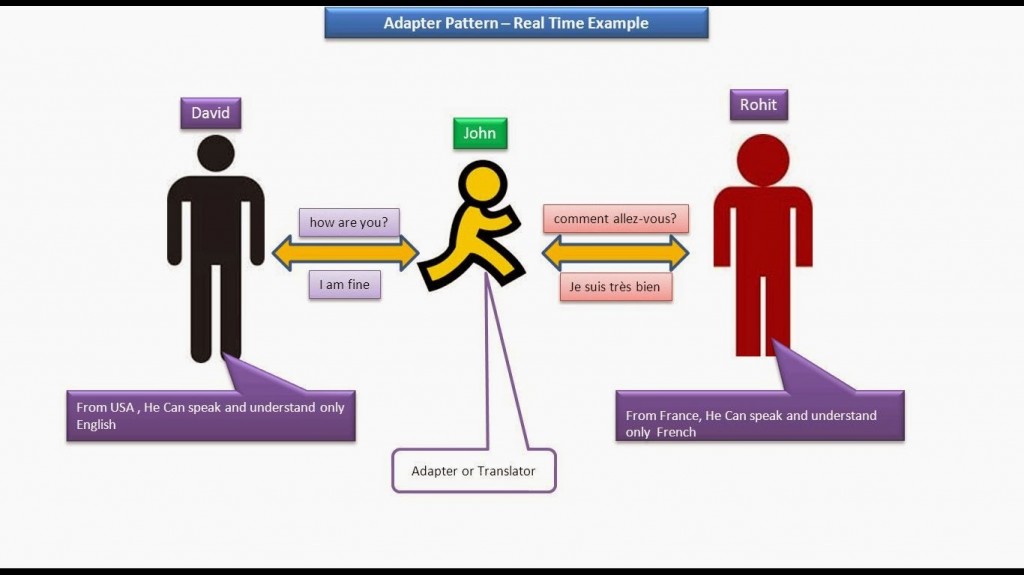 Adapter Pattern – Real Time Example
David
John
Rohit
how are you?
I am fine
comment allez-vous?
Je suis très bien
From USA , He Can speak and understand only
English
From France, He Can speak and understand
only French
Adapter or Translator